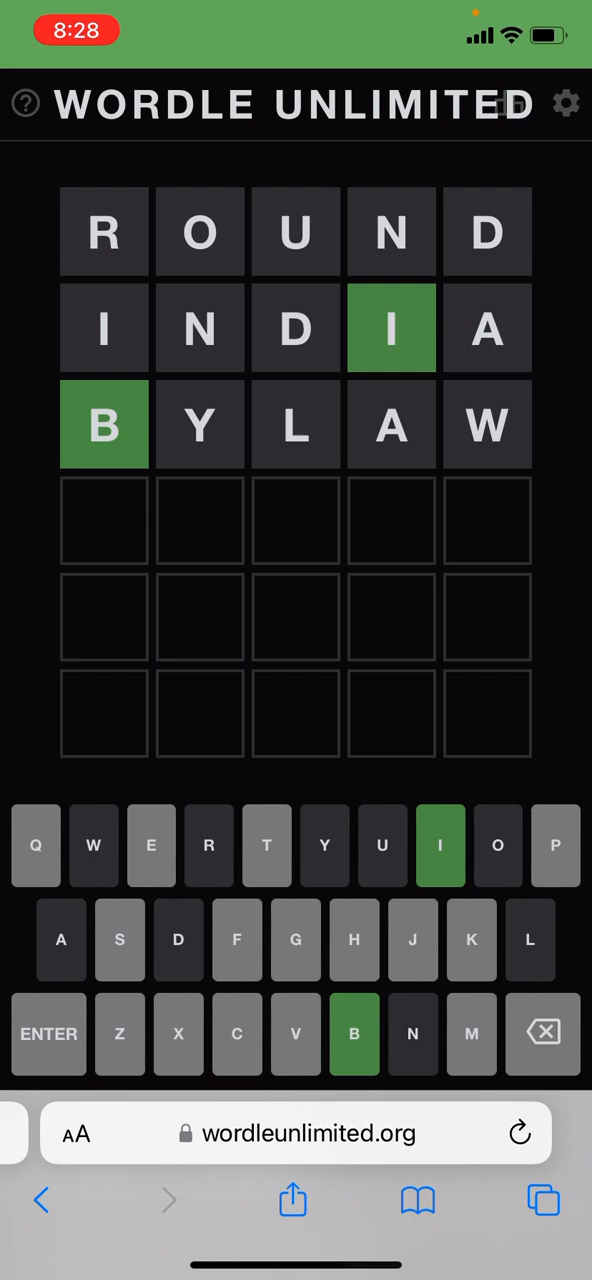 8:28
WORDLE UNLIMITED
R O U N D
I N D I A
B Y L A W
Q W E R T Y U I O P
A S D F G H J K L
ENTER Z X C V B N M
AA wordleunlimited.org